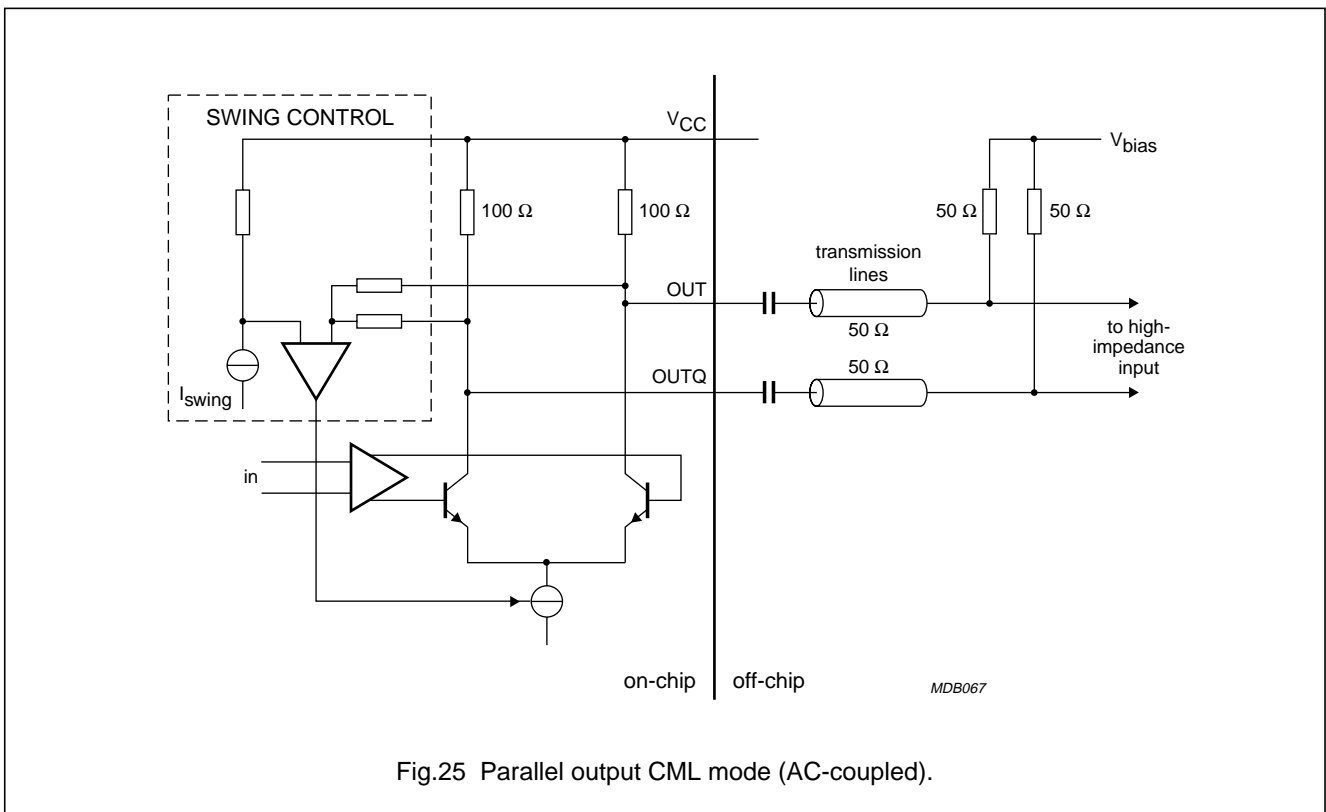 SWING CONTROL
VCC
Vbias
100 Ω
100 Ω
50 Ω
50 Ω
transmission
lines
OUT
50 Ω
to high-
impedance
input
50 Ω
OUTQ
Iswing
in
on-chip
off-chip
MDB067
Fig.25 Parallel output CML mode (AC-coupled).